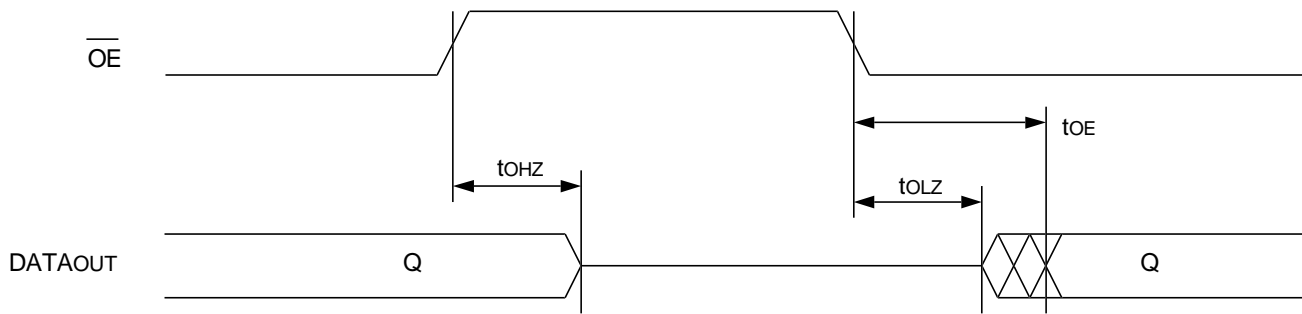 OE
tOE
tOHZ
tOLZ
DATAOUT
Q
Q